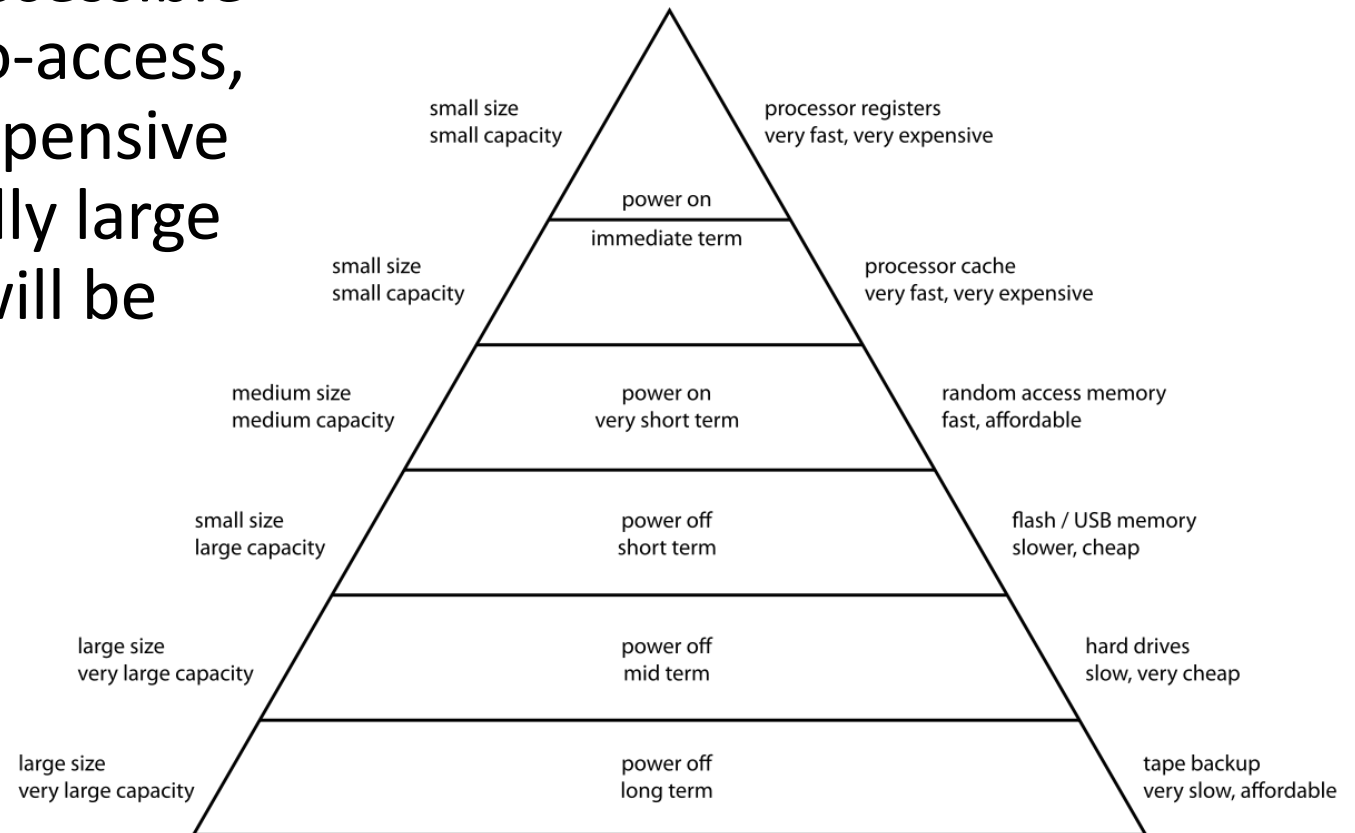 o-access,
pensive
lly large
will be
small size
small capacity
processor registers
very fast, very expensive
power on
immediate term
small size
small capacity
processor cache
very fast, very expensive
medium size
medium capacity
power on
very short term
random access memory
fast, affordable
small size
large capacity
power off
short term
flash / USB memory
slower, cheap
large size
very large capacity
power off
mid term
hard drives
slow, very cheap
large size
very large capacity
power off
long term
tape backup
very slow, affordable